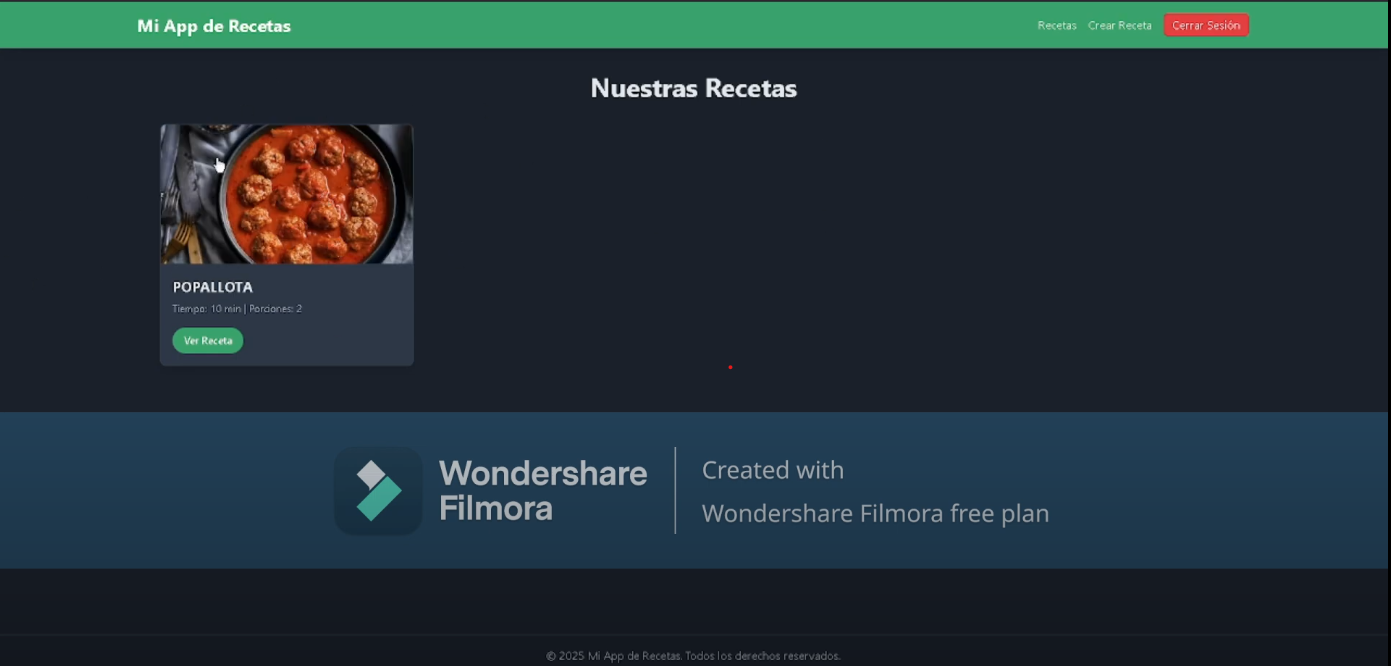 Mi App de Recetas
Recetas Crear Receta Cerrar Sesión
Nuestras Recetas
POPALLOTA
Tiempo: 10 min | Porciones: 2
Ver Receta
Wondershare
Filmora
Created with
Wondershare Filmora free plan
© 2025 Mi App de Recetas. Todos los derechos reservados.